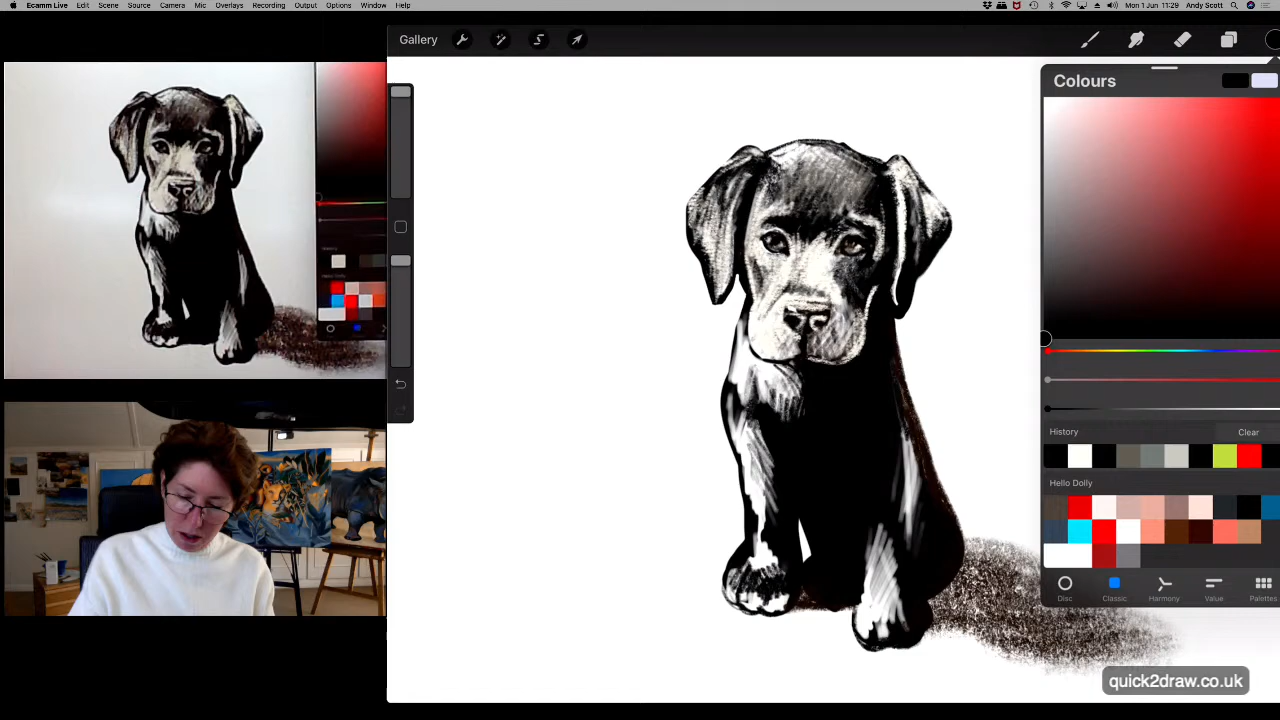 Ecamm Live Edit Scene Source Camera Mic Overlays Recording Output Options Window Help Mon 1 Jun 11:29 Andy Scott
Gallery
Colours
History Clear
Hello Dolly
Disc Classic Harmony Value Palettes
quick2draw.co.uk